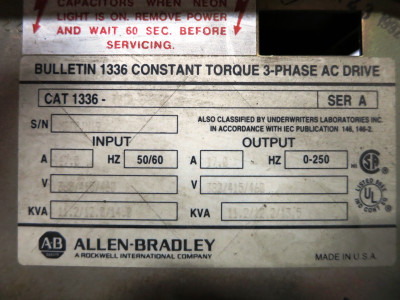 CAPACITORS WHEN NEON
LIGHT IS ON. REMOVE POWER
AND WAIT 60 SEC. BEFORE
SERVICING.
BULLETIN 1336 CONSTANT TORQUE 3-PHASE AC DRIVE
CAT 1336 - SER A
S/N
ALSO CLASSIFIED BY UNDERWRITERS LABORATORIES INC.
IN ACCORDANCE WITH IEC PUBLICATION 146, 146-2.
INPUT OUTPUT
A HZ 50/60 A HZ 0-250
V V
KVA KVA
AB ALLEN-BRADLEY
A ROCKWELL INTERNATIONAL COMPANY
MADE IN U.S.A.